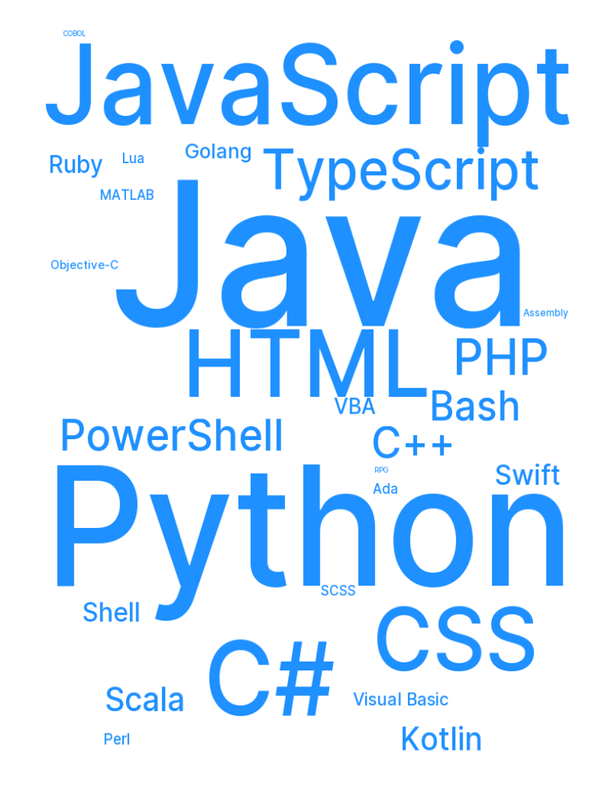 COBOL
JavaScript
Ruby
Lua
Golang
TypeScript
MATLAB
Java
Objective-C
Assembly
HTML
PHP
VBA
Bash
PowerShell
C++
RPG
Swift
Ada
Python
SCSS
Shell
CSS
C#
Scala
Visual Basic
Perl
Kotlin